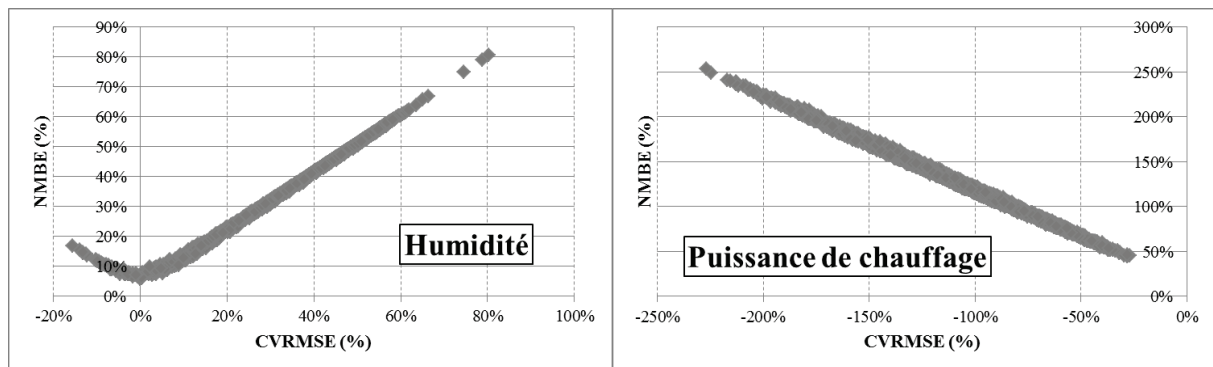 90%
80%
70%
60%
50%
40%
30%
20%
10%
0%
NMBE (%)
-20% 0% 20% 40% 60% 80% 100%
CVRMSE (%)
Humidité
300%
250%
200%
150%
100%
50%
0%
NMBE (%)
-250% -200% -150% -100% -50% 0%
CVRMSE (%)
Puissance de chauffage